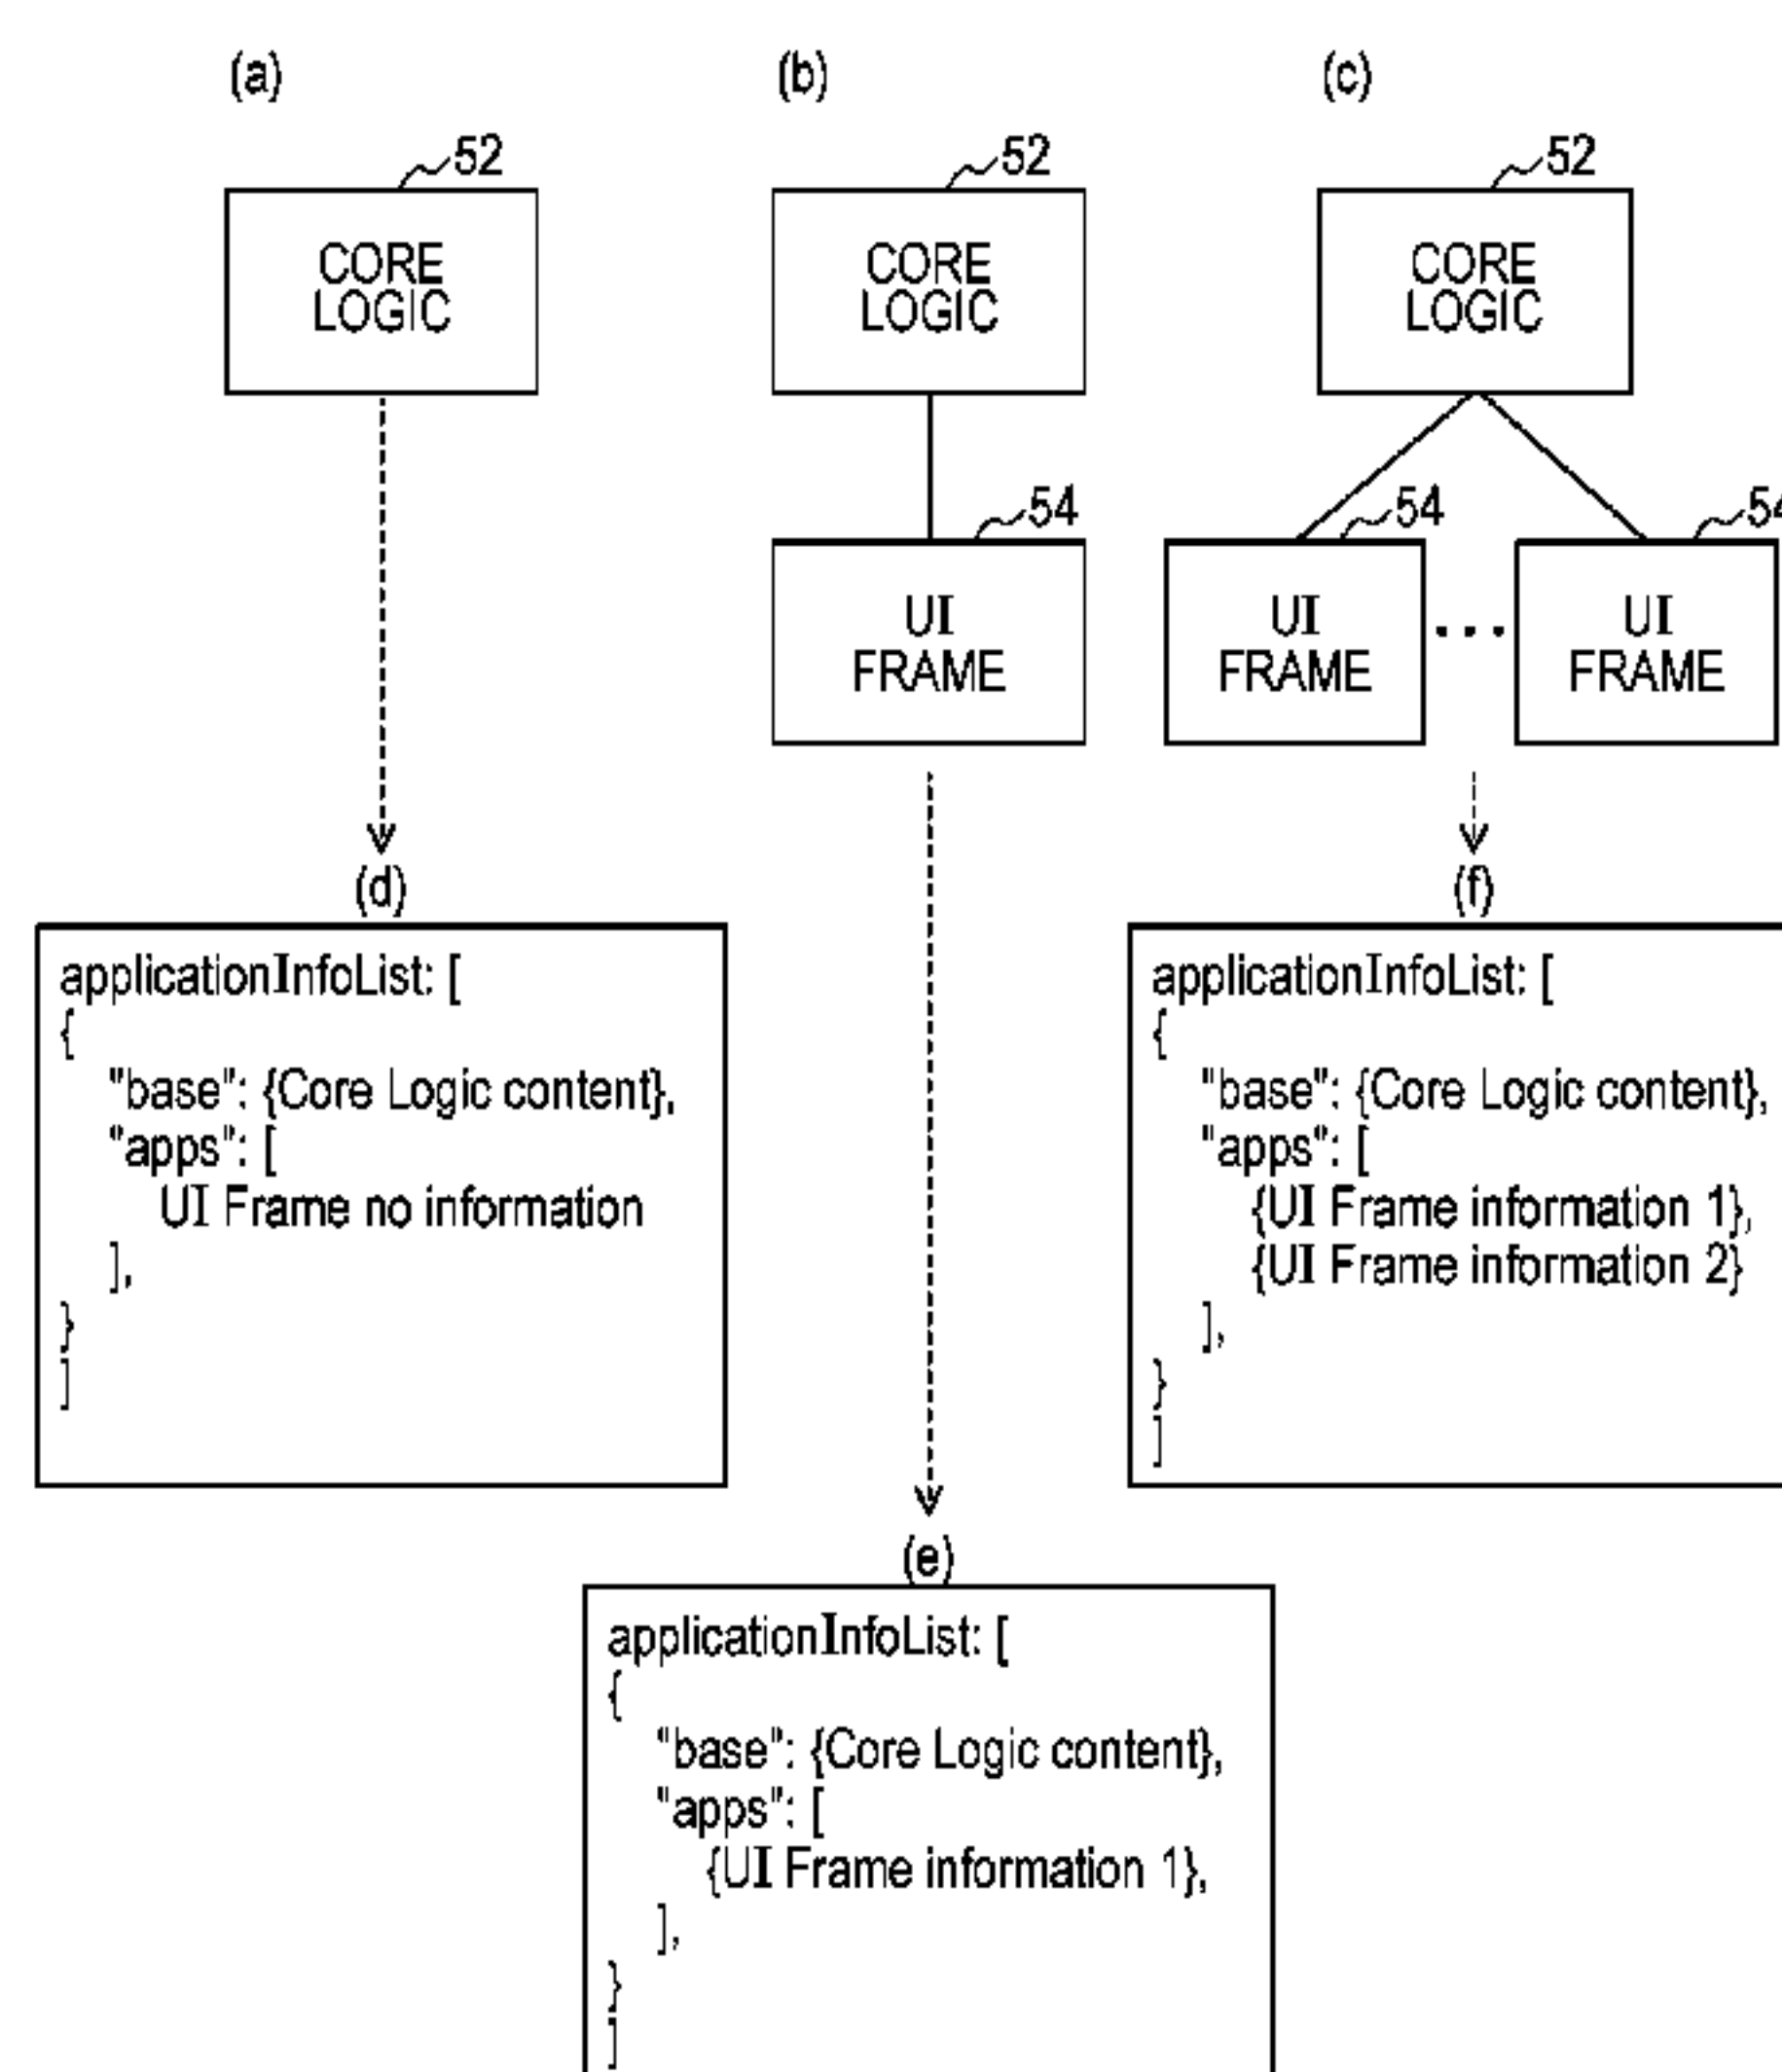 (a)
52
CORE
LOGIC
(b)
52
CORE
LOGIC
54
UI
FRAME
(c)
52
CORE
LOGIC
54
UI
FRAME
...
54
UI
FRAME
(d)
applicationInfoList: [
{
"base": {Core Logic content},
"apps": [
UI Frame no information
],
}
]
(f)
applicationInfoList: [
{
"base": {Core Logic content},
"apps": [
{UI Frame information 1},
{UI Frame information 2}
],
}
]
(e)
applicationInfoList: [
{
"base": {Core Logic content},
"apps": [
{UI Frame information 1},
],
}
]